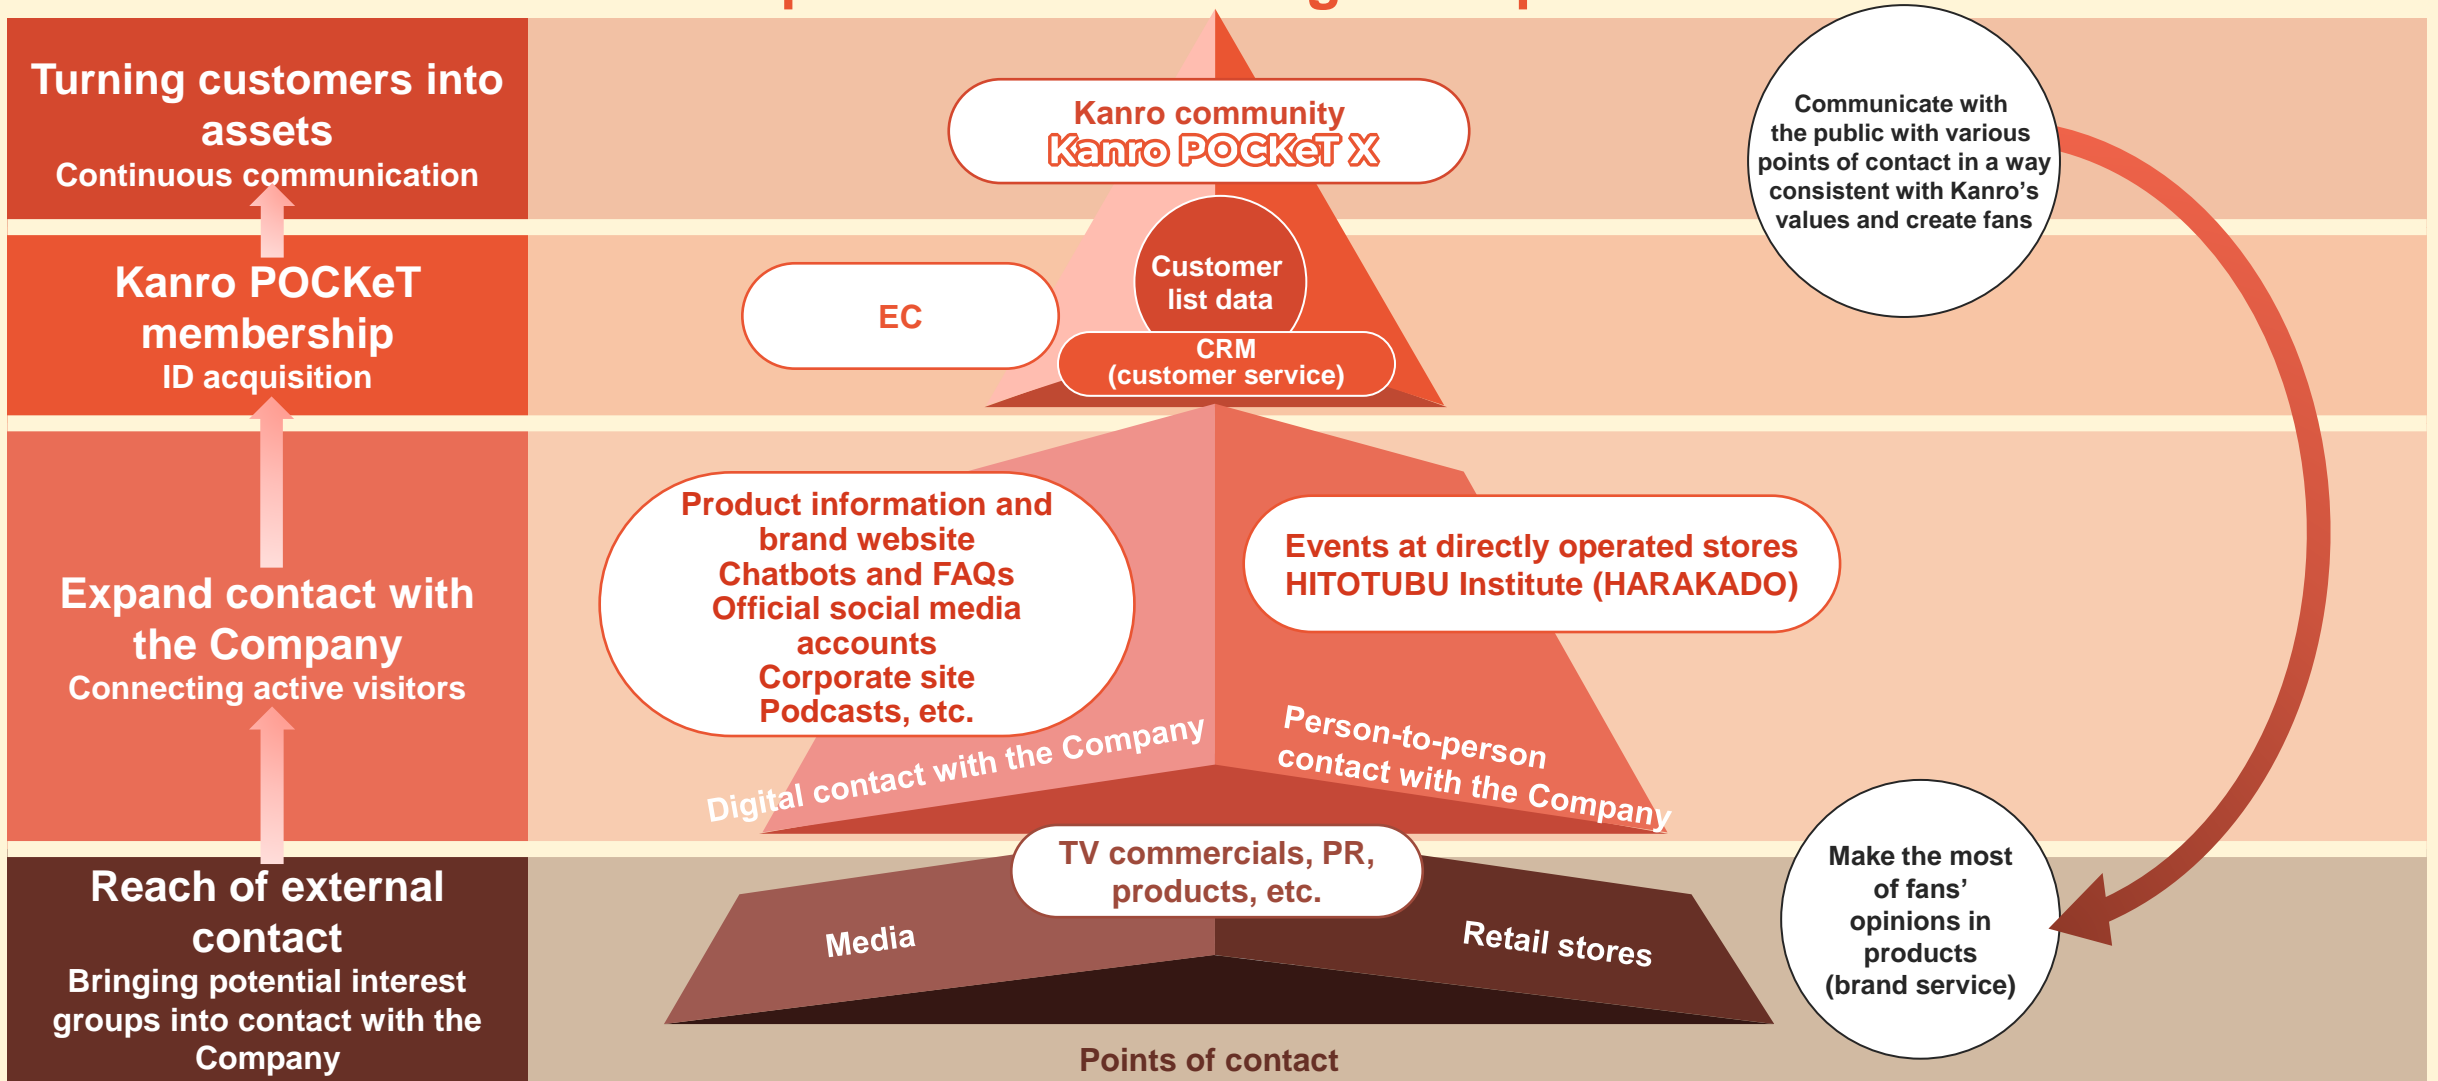 Turning customers into
assets
Continuous communication
Kanro community
Kanro POCKeT X
Communicate with
the public with various
points of contact in a way
consistent with Kanro's
values and create fans
Kanro POCKeT
membership
ID acquisition
EC
Customer
list data
CRM
(customer service)
Expand contact with
the Company
Connecting active visitors
Product information and
brand website
Chatbots and FAQs
Official social media
accounts
Corporate site
Podcasts, etc.
Events at directly operated stores
HITOTUBU Institute (HARAKADO)
Digital contact with the Company
Person-to-person
contact with the Company
Reach of external
contact
Bringing potential interest
groups into contact with the
Company
TV commercials, PR,
products, etc.
Media
Retail stores
Make the most
of fans'
opinions in
products
(brand service)
Points of contact